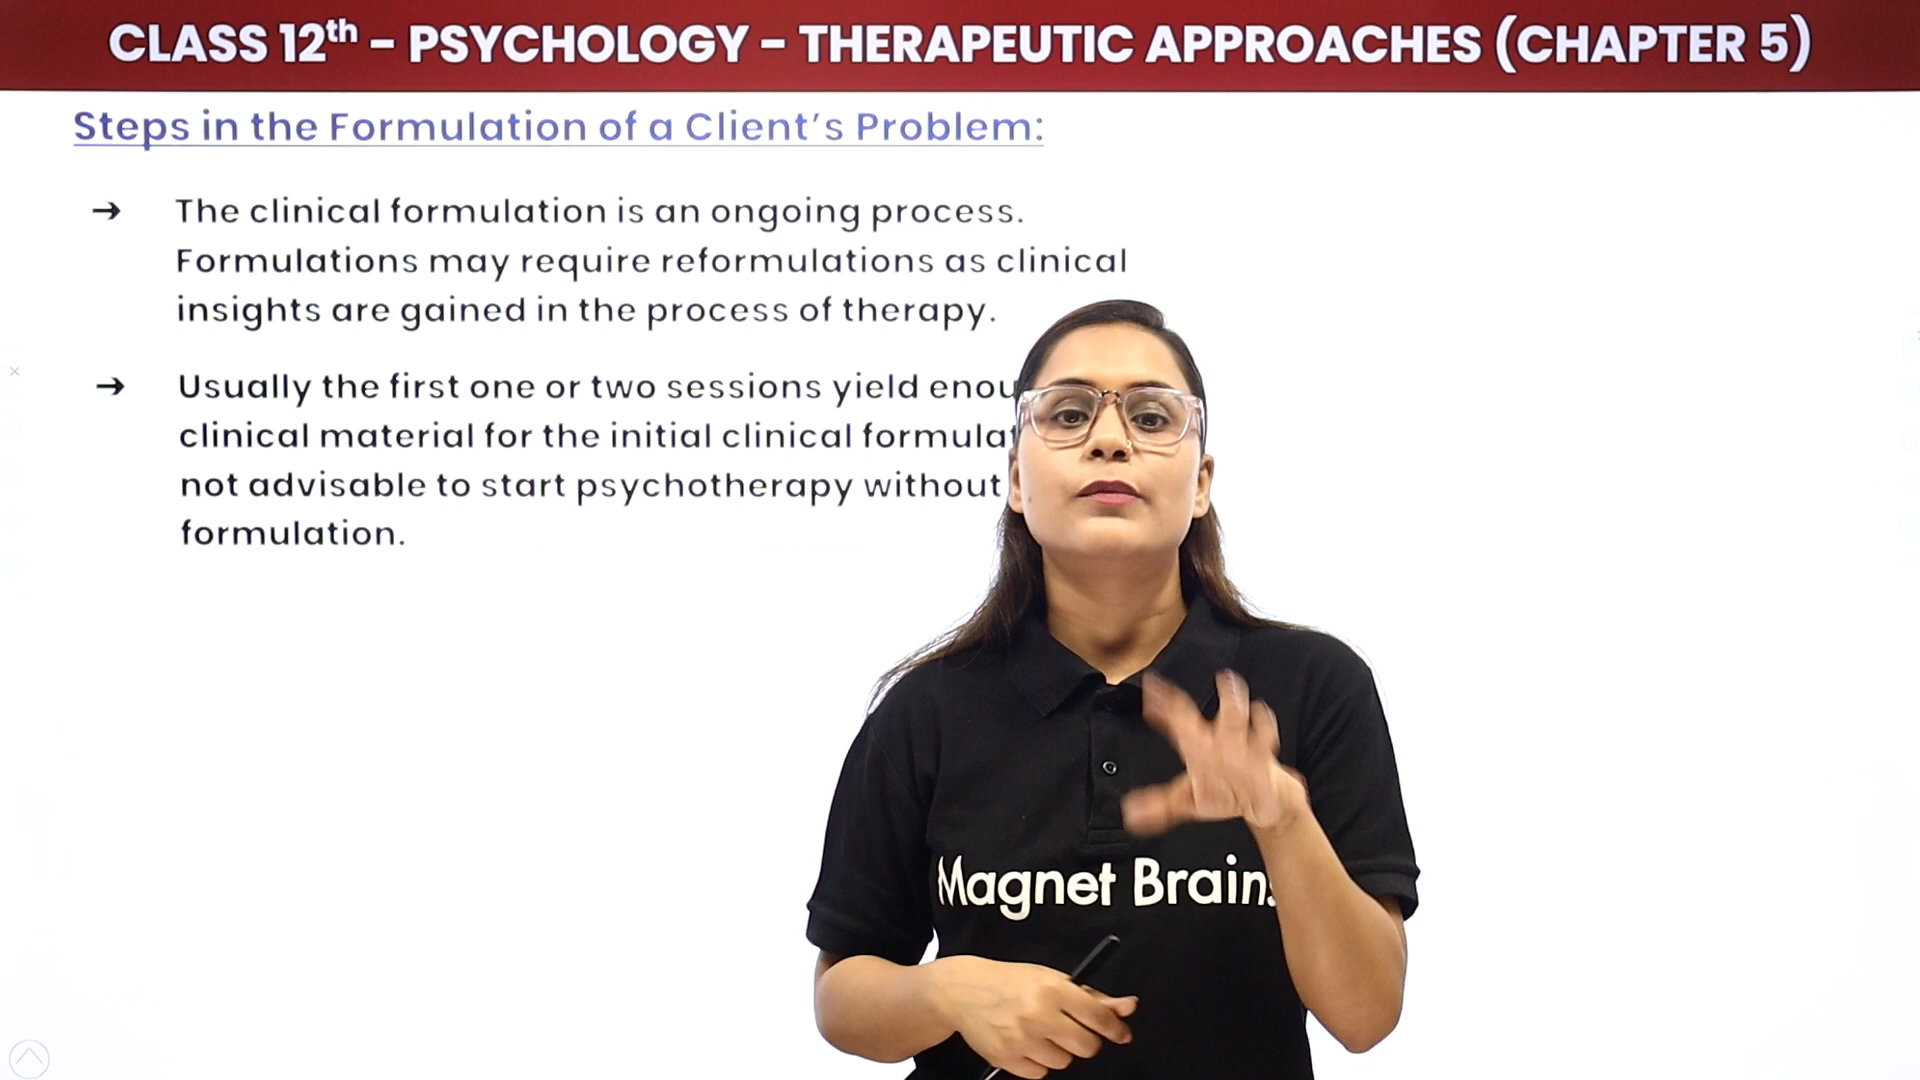 CLASS 12th - PSYCHOLOGY - THERAPEUTIC APPROACHES (CHAPTER 5)
Steps in the Formulation of a Client's Problem:
→ The clinical formulation is an ongoing process.
Formulations may require reformulations as clinical
insights are gained in the process of therapy.
→ Usually the first one or two sessions yield
clinical material for the initial clinical
not advisable to start psychotherapy without
formulation.
Magnet Brains